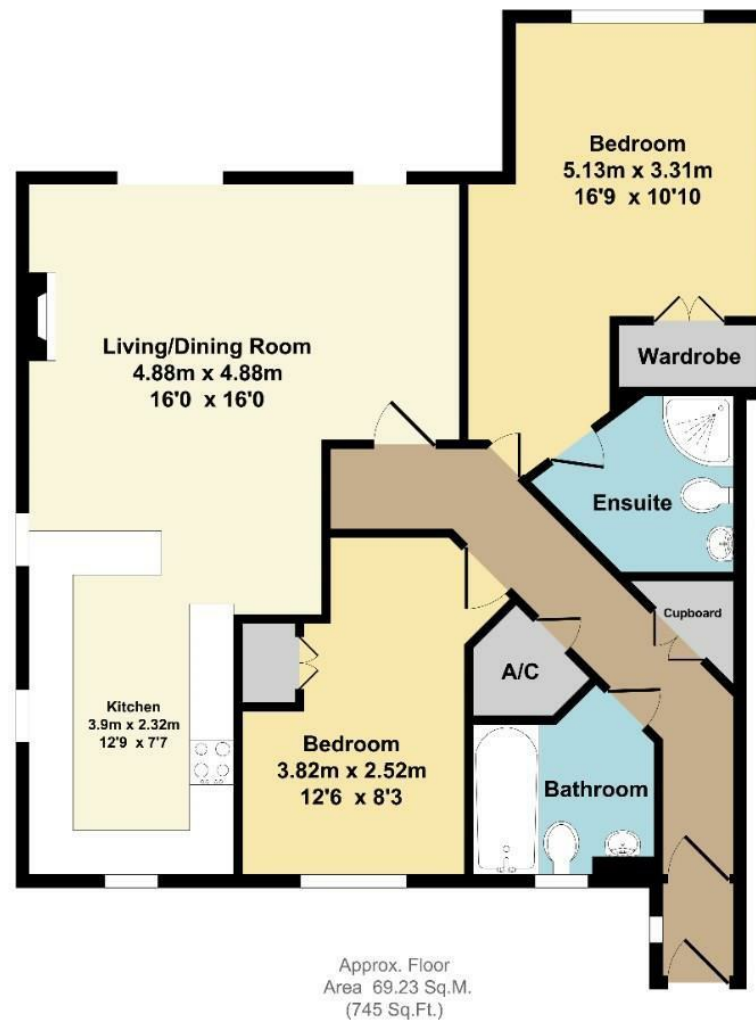 Bedroom
5.13m x 3.31m
16'9 x 10'10
Living/Dining Room
4.88m x 4.88m
16'0 x 16'0
Wardrobe
Ensuite
Cupboard
A/C
Kitchen
3.9m x 2.32m
12'9 x 7'7
Bedroom
3.82m x 2.52m
12'6 x 8'3
Bathroom
Approx. Floor
Area 69.23 Sq.M.
(745 Sq.Ft.)